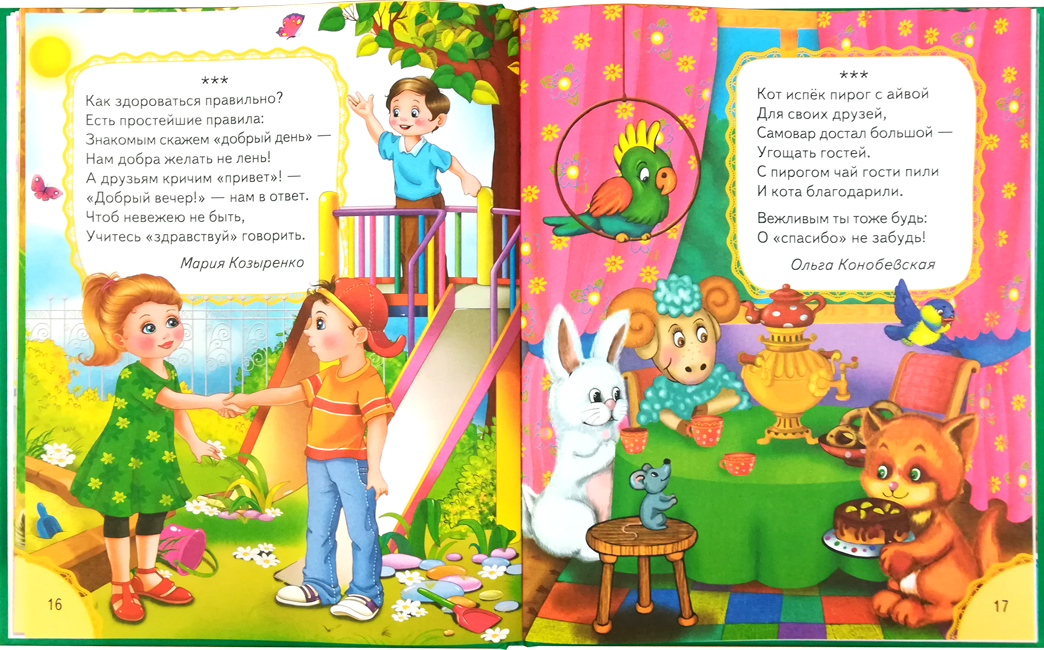 ***
Как здороваться правильно?
Есть простейшие правила:
Знакомым скажем «добрый день» —
Нам добра желать не лень!
А друзьям кричим «привет»! —
«Добрый вечер!» — нам в ответ.
Чтоб невежею не быть,
Учитесь «здравствуй» говорить.
Мария Козыренко
16
***
Кот испёк пирог с айвой
Для своих друзей,
Самовар достал большой —
Угощать гостей.
С пирогом чай гости пили
И кота благодарили.
Вежливым ты тоже будь:
О «спасибо» не забудь!
Ольга Конобевская
17